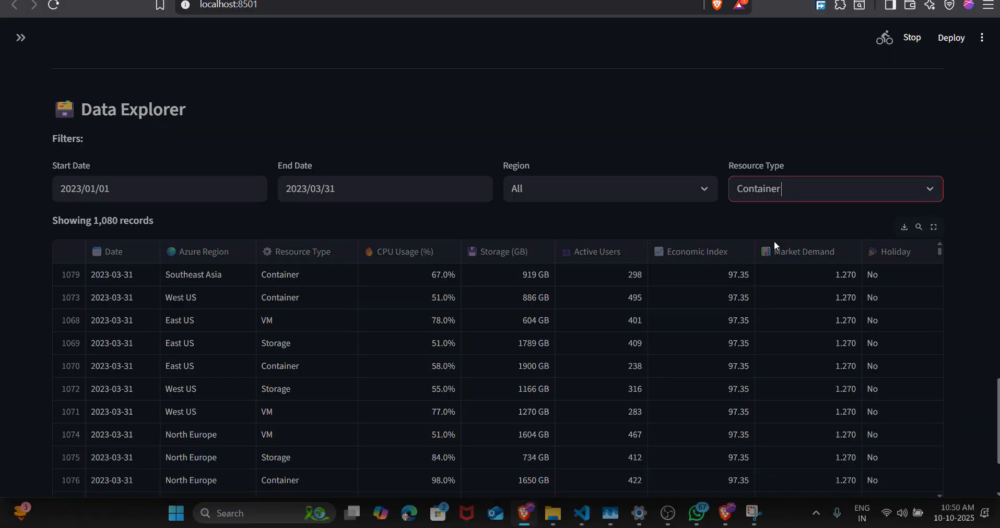 localhost:8501
1
Stop Deploy
Data Explorer
Filters:
Start Date End Date Region Resource Type
2023/01/01 2023/03/31 All Container
Showing 1,080 records
Date Azure Region Resource Type CPU Usage (%) Storage (GB) Active Users Economic Index Market Demand Holiday
1079 2023-03-31 Southeast Asia Container 67.0% 919 GB 298 97.35 1.270 No
1073 2023-03-31 West US Container 51.0% 886 GB 495 97.35 1.270 No
1068 2023-03-31 East US VM 78.0% 604 GB 401 97.35 1.270 No
1069 2023-03-31 East US Storage 51.0% 1789 GB 409 97.35 1.270 No
1070 2023-03-31 East US Container 58.0% 1900 GB 238 97.35 1.270 No
1072 2023-03-31 West US Storage 55.0% 1166 GB 316 97.35 1.270 No
1071 2023-03-31 West US VM 77.0% 1270 GB 283 97.35 1.270 No
1074 2023-03-31 North Europe VM 51.0% 1604 GB 467 97.35 1.270 No
1075 2023-03-31 North Europe Storage 84.0% 734 GB 412 97.35 1.270 No
1076 2023-03-31 North Europe Container 98.0% 1650 GB 422 97.35 1.270 No
3 Search 2 67 ENG 10:50 AM
IN 10-10-2025